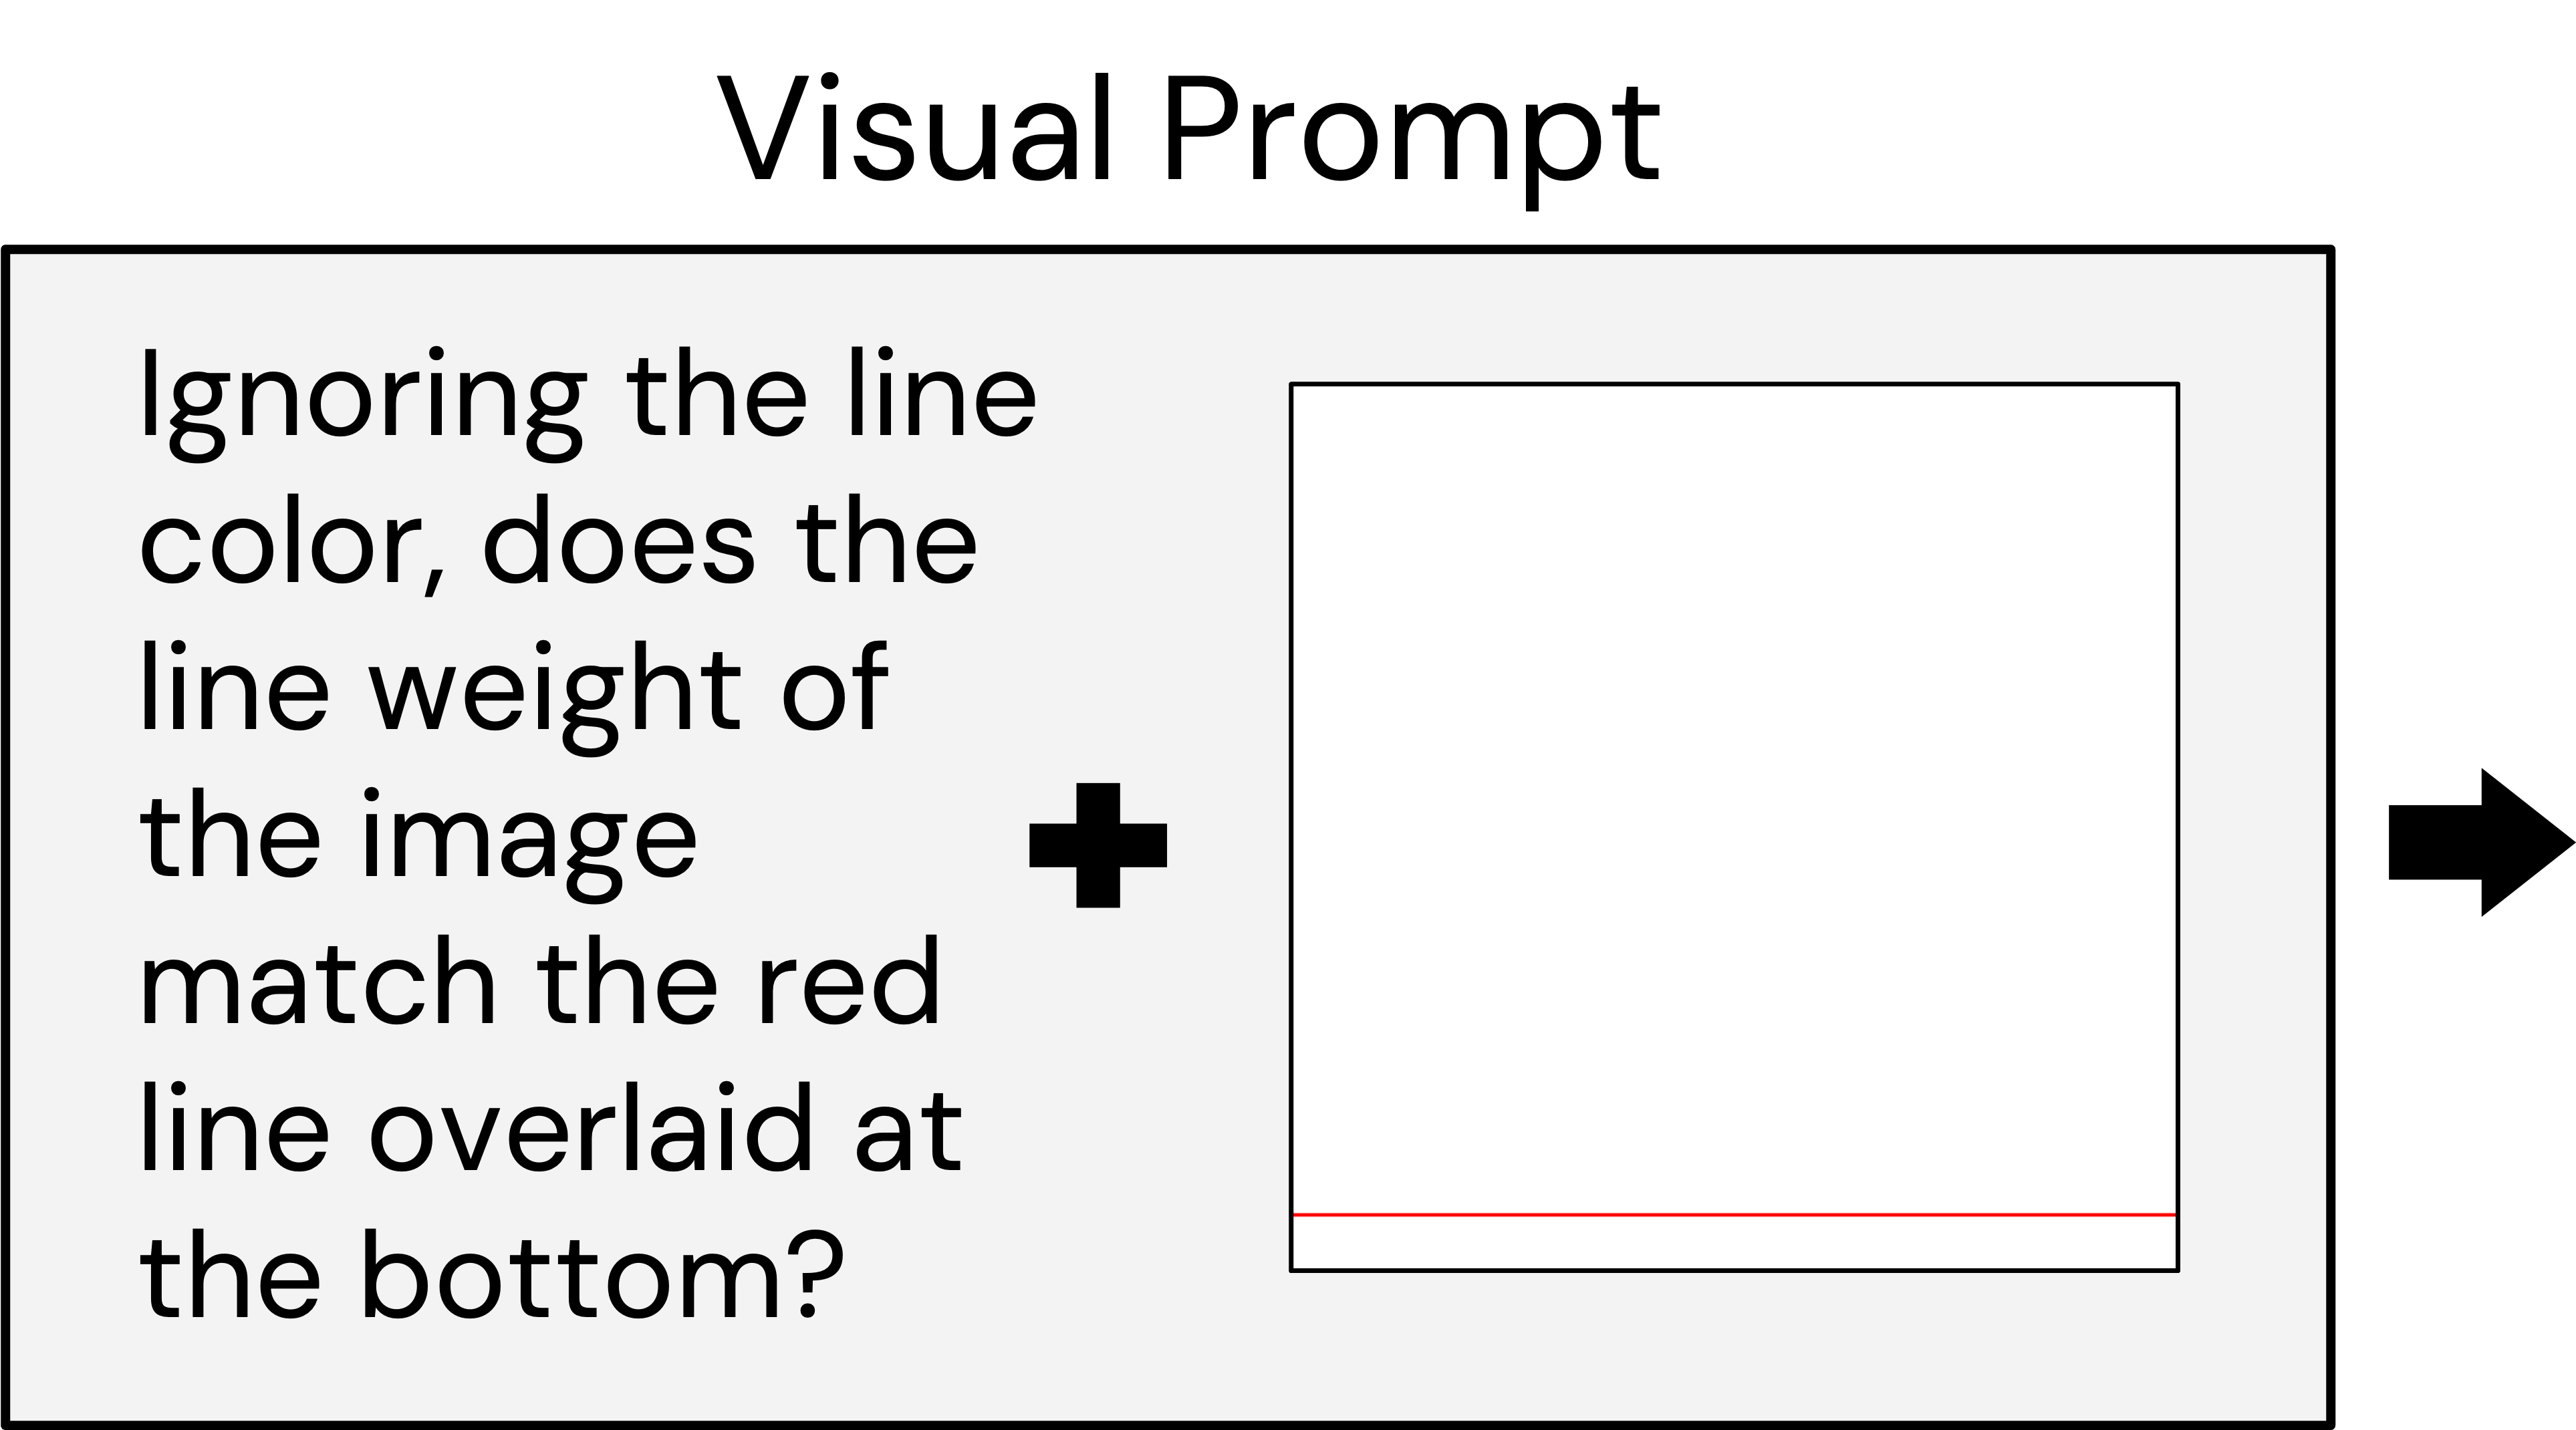 Visual Prompt
Ignoring the line
color, does the
line weight of
the image
match the red
line overlaid at
the bottom?